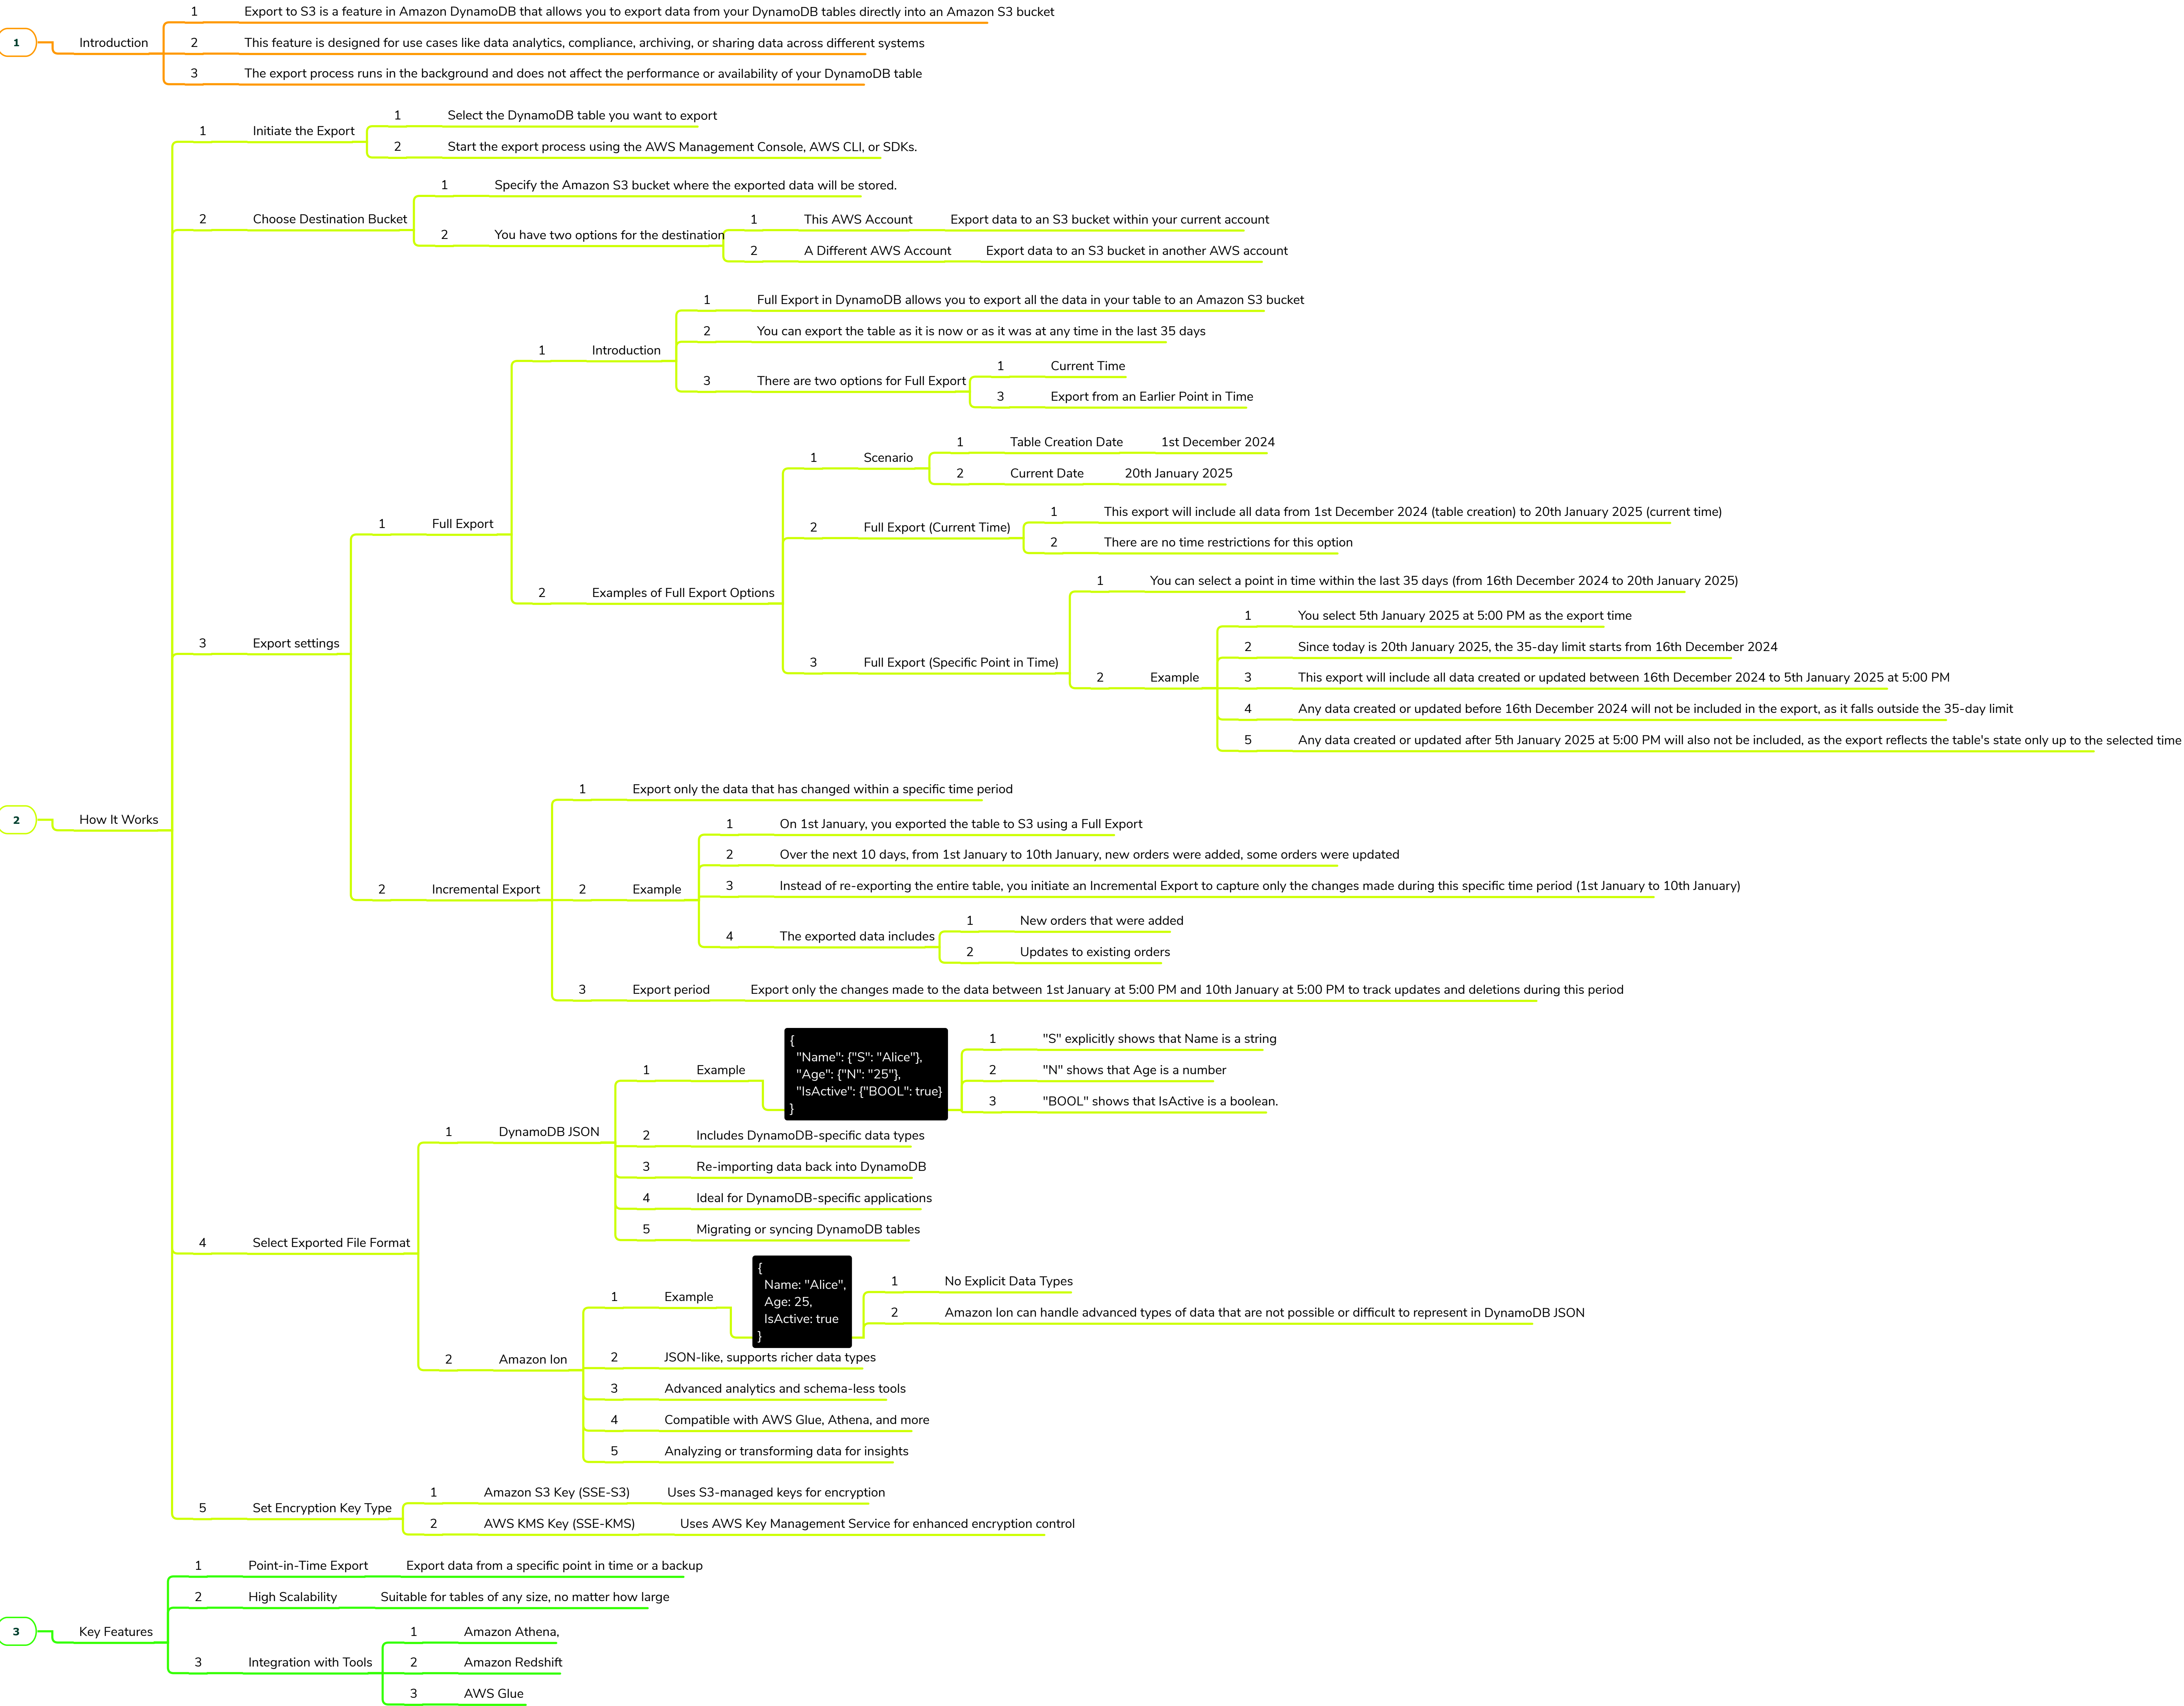 1 Introduction
1 Export to S3 is a feature in Amazon DynamoDB that allows you to export data from your DynamoDB tables directly into an Amazon S3 bucket
2 This feature is designed for use cases like data analytics, compliance, archiving, or sharing data across different systems
3 The export process runs in the background and does not affect the performance or availability of your DynamoDB table
2 How It Works
1 Initiate the Export
1 Select the DynamoDB table you want to export
2 Start the export process using the AWS Management Console, AWS CLI, or SDKs.
2 Choose Destination Bucket
1 Specify the Amazon S3 bucket where the exported data will be stored.
2 You have two options for the destination
1 This AWS Account Export data to an S3 bucket within your current account
2 A Different AWS Account Export data to an S3 bucket in another AWS account
3 Export settings
1 Full Export
1 Introduction
1 Full Export in DynamoDB allows you to export all the data in your table to an Amazon S3 bucket
2 You can export the table as it is now or as it was at any time in the last 35 days
3 There are two options for Full Export
1 Current Time
3 Export from an Earlier Point in Time
2 Examples of Full Export Options
1 Scenario
1 Table Creation Date 1st December 2024
2 Current Date 20th January 2025
2 Full Export (Current Time)
1 This export will include all data from 1st December 2024 (table creation) to 20th January 2025 (current time)
2 There are no time restrictions for this option
3 Full Export (Specific Point in Time)
1 You can select a point in time within the last 35 days (from 16th December 2024 to 20th January 2025)
2 Example
1 You select 5th January 2025 at 5:00 PM as the export time
2 Since today is 20th January 2025, the 35-day limit starts from 16th December 2024
3 This export will include all data created or updated between 16th December 2024 to 5th January 2025 at 5:00 PM
4 Any data created or updated before 16th December 2024 will not be included in the export, as it falls outside the 35-day limit
5 Any data created or updated after 5th January 2025 at 5:00 PM will also not be included, as the export reflects the table's state only up to the selected time
2 Incremental Export
1 Export only the data that has changed within a specific time period
2 Example
1 On 1st January, you exported the table to S3 using a Full Export
2 Over the next 10 days, from 1st January to 10th January, new orders were added, some orders were updated
3 Instead of re-exporting the entire table, you initiate an Incremental Export to capture only the changes made during this specific time period (1st January to 10th January)
4 The exported data includes
1 New orders that were added
2 Updates to existing orders
3 Export period Export only the changes made to the data between 1st January at 5:00 PM and 10th January at 5:00 PM to track updates and deletions during this period
4 Select Exported File Format
1 DynamoDB JSON
1 Example
{
"Name": {"S": "Alice"},
"Age": {"N": "25"},
"IsActive": {"BOOL": true}
}
1 "S" explicitly shows that Name is a string
2 "N" shows that Age is a number
3 "BOOL" shows that IsActive is a boolean.
2 Includes DynamoDB-specific data types
3 Re-importing data back into DynamoDB
4 Ideal for DynamoDB-specific applications
5 Migrating or syncing DynamoDB tables
2 Amazon Ion
1 Example
{
Name: "Alice",
Age: 25,
IsActive: true
}
1 No Explicit Data Types
2 Amazon Ion can handle advanced types of data that are not possible or difficult to represent in DynamoDB JSON
2 JSON-like, supports richer data types
3 Advanced analytics and schema-less tools
4 Compatible with AWS Glue, Athena, and more
5 Analyzing or transforming data for insights
5 Set Encryption Key Type
1 Amazon S3 Key (SSE-S3) Uses S3-managed keys for encryption
2 AWS KMS Key (SSE-KMS) Uses AWS Key Management Service for enhanced encryption control
3 Key Features
1 Point-in-Time Export Export data from a specific point in time or a backup
2 High Scalability Suitable for tables of any size, no matter how large
3 Integration with Tools
1 Amazon Athena,
2 Amazon Redshift
3 AWS Glue